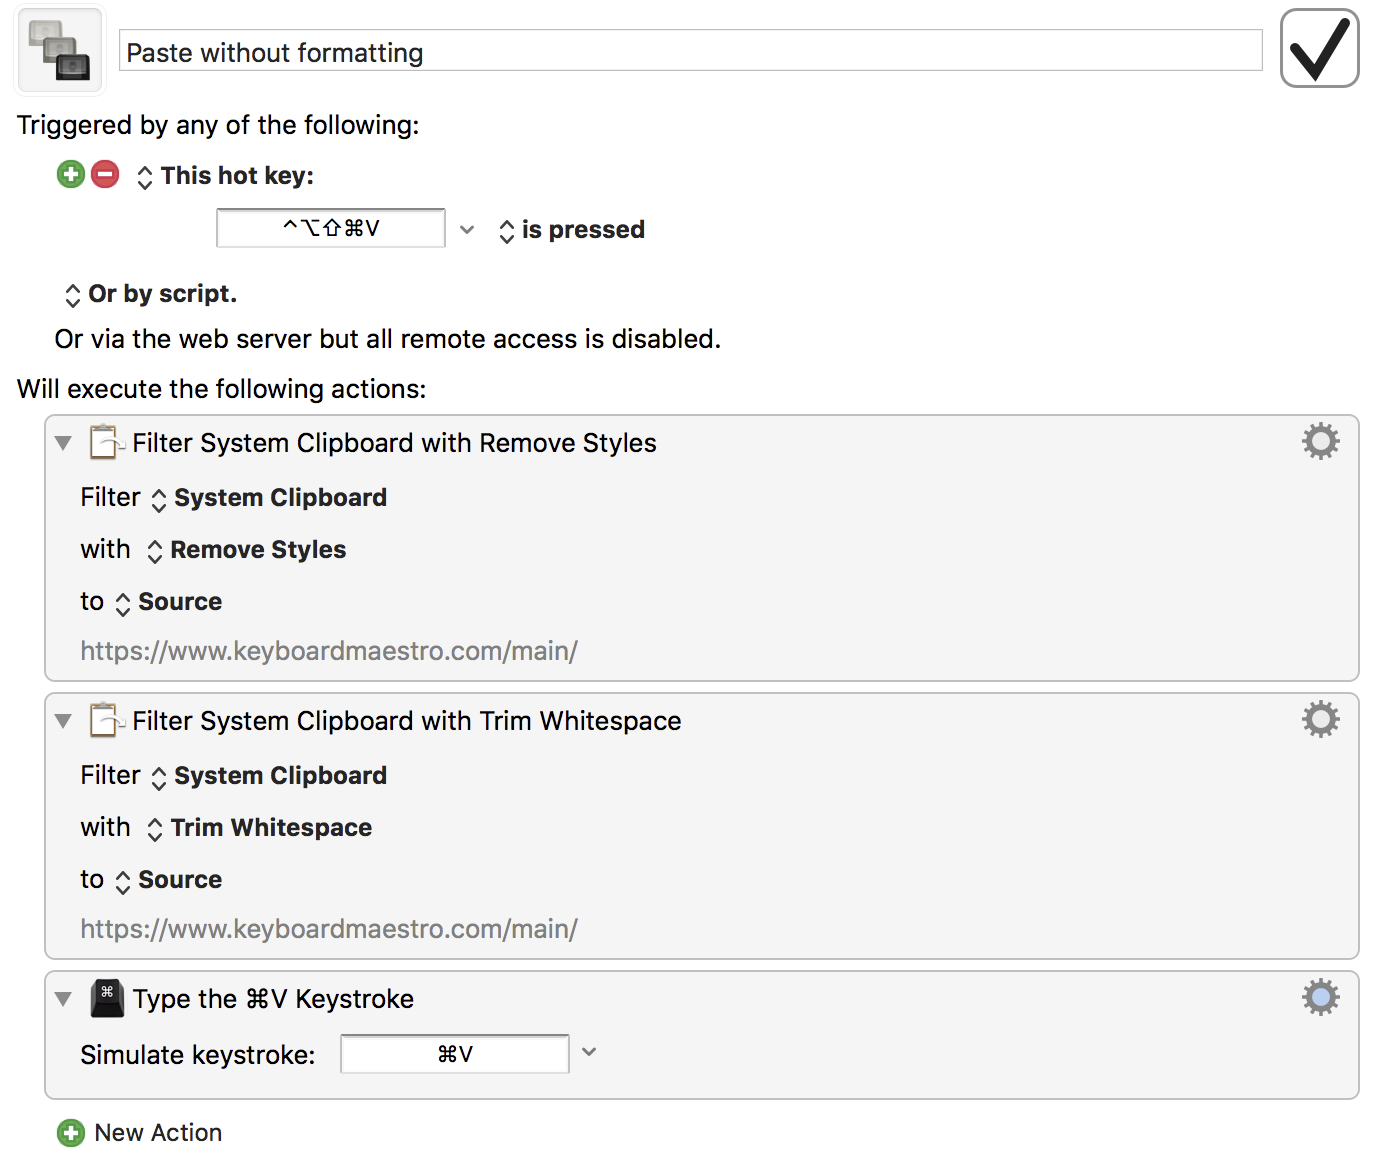 Paste without formatting
Triggered by any of the following:
This hot key:
^⌥⇧⌘V is pressed
Or by script.
Or via the web server but all remote access is disabled.
Will execute the following actions:
Filter System Clipboard with Remove Styles
Filter System Clipboard
with Remove Styles
to Source
https://www.keyboardmaestro.com/main/
Filter System Clipboard with Trim Whitespace
Filter System Clipboard
with Trim Whitespace
to Source
https://www.keyboardmaestro.com/main/
Type the ⌘V Keystroke
Simulate keystroke: ⌘V
New Action